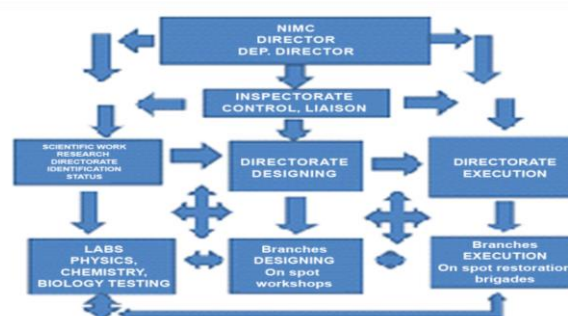 NIMC
DIRECTOR
DEP. DIRECTOR
INSPECTORATE
CONTROL, LIAISON
SCIENTIFIC WORK
RESEARCH
DIRECTORATE
IDENTIFICATION
STATUS
DIRECTORATE
DESIGNING
DIRECTORATE
EXECUTION
LABS
PHYSICS,
CHEMISTRY,
BIOLOGY TESTING
Branches
DESIGNING
On spot
workshops
Branches
EXECUTION
On spot restoration
brigades